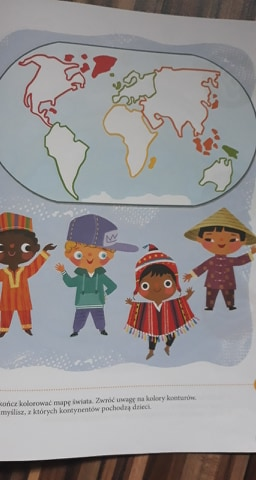 kończ kolorować mapę świata. Zwróć uwagę na kolory konturów.
myślisz, z których kontynentów pochodzą dzieci.